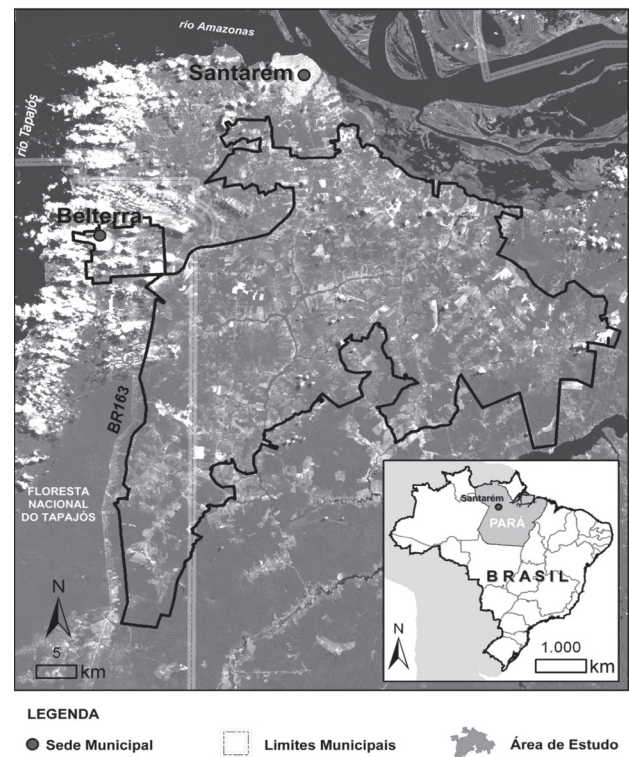 rio Amazonas
Santarém
rio Tapajós
Belterra
BR163
FLORESTA
NACIONAL
DO TAPAJÓS
N
5
km
Santarém
PARÁ
BRASIL
N
1.000
km
LEGENDA
Sede Municipal
Limites Municipais
Área de Estudo